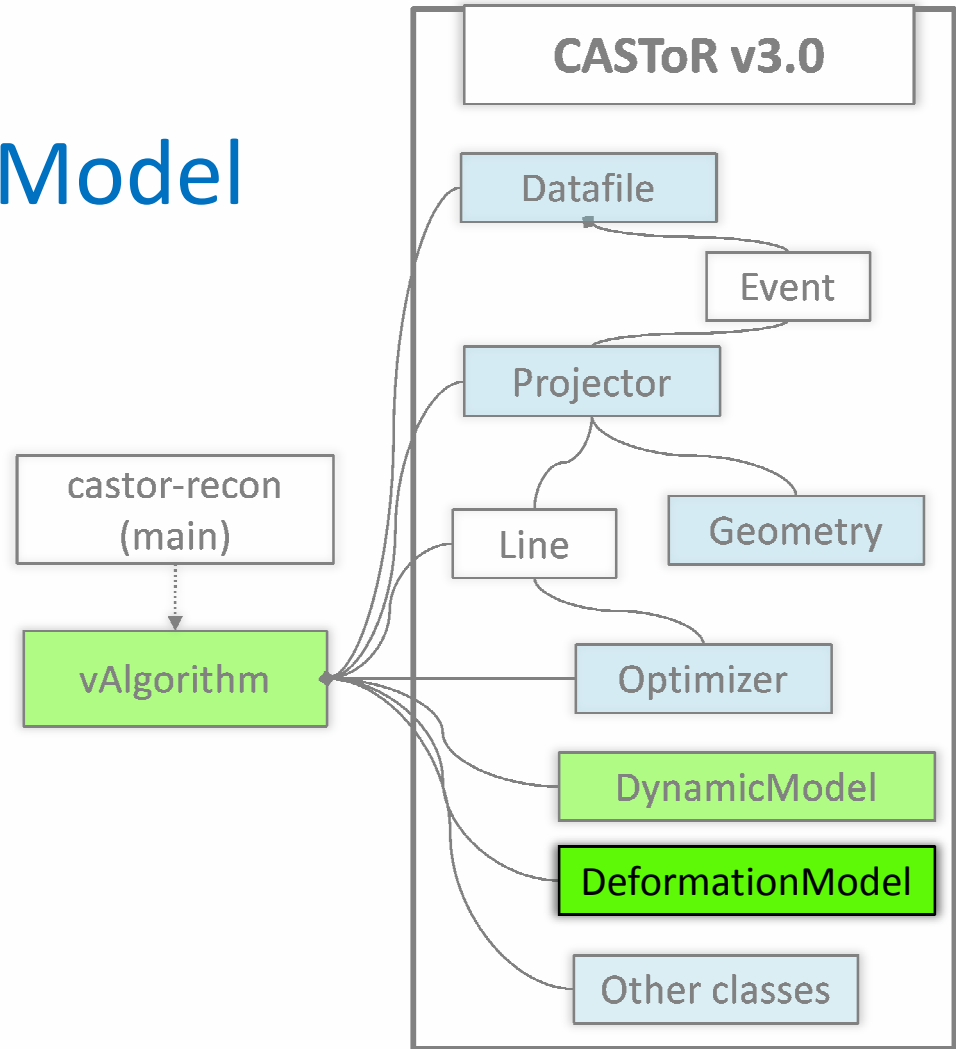 CASToR v3.0
Model
Datafile
Event
Projector
castor-recon
(main)
Line
Geometry
vAlgorithm
Optimizer
DynamicModel
DeformationModel
Other classes